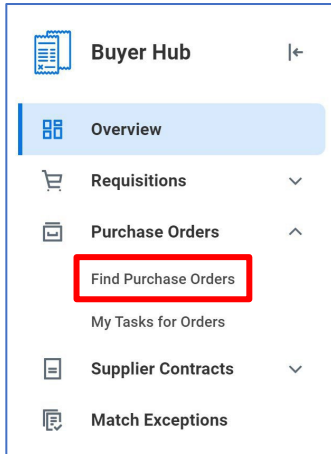 Buyer Hub
Overview
Requisitions
Purchase Orders
Find Purchase Orders
My Tasks for Orders
Supplier Contracts
Match Exceptions